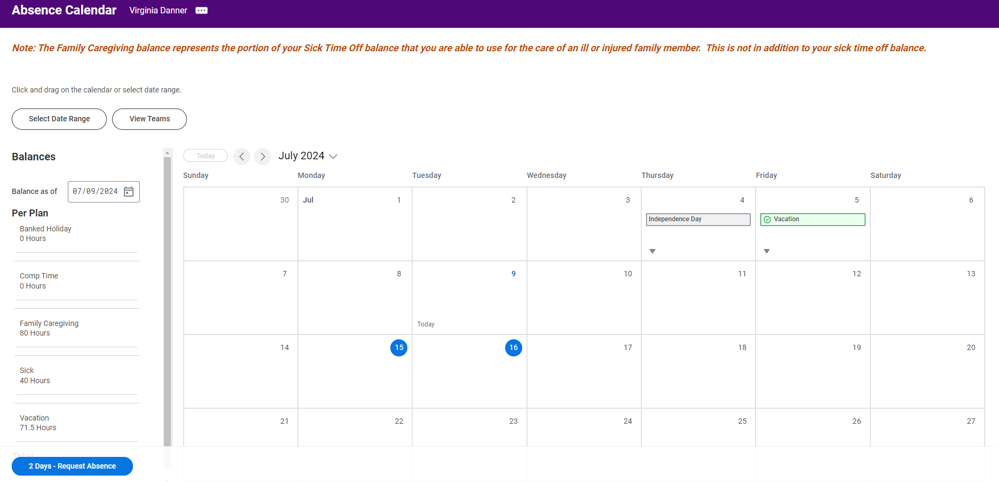 Absence Calendar Virginia Danner
Note: The Family Caregiving balance represents the portion of your Sick Time Off balance that you are able to use for the care of an ill or injured family member.  This is not in addition to your sick time off balance.
Click and drag on the calendar or select date range.
Select Date Range View Teams
Balances
Balance as of 07/09/2024
Per Plan
Banked Holiday
0 Hours
Comp Time
0 Hours
Family Caregiving
80 Hours
Sick
40 Hours
Vacation
71.5 Hours
Total
2 Days - Request Absence
Today July 2024
Sunday Monday Tuesday Wednesday Thursday Friday Saturday
30 Jul 1 2 3 4 5 6
Independence Day Vacation
7 8 9 10 11 12 13
Today
14 15 16 17 18 19 20
21 22 23 24 25 26 27